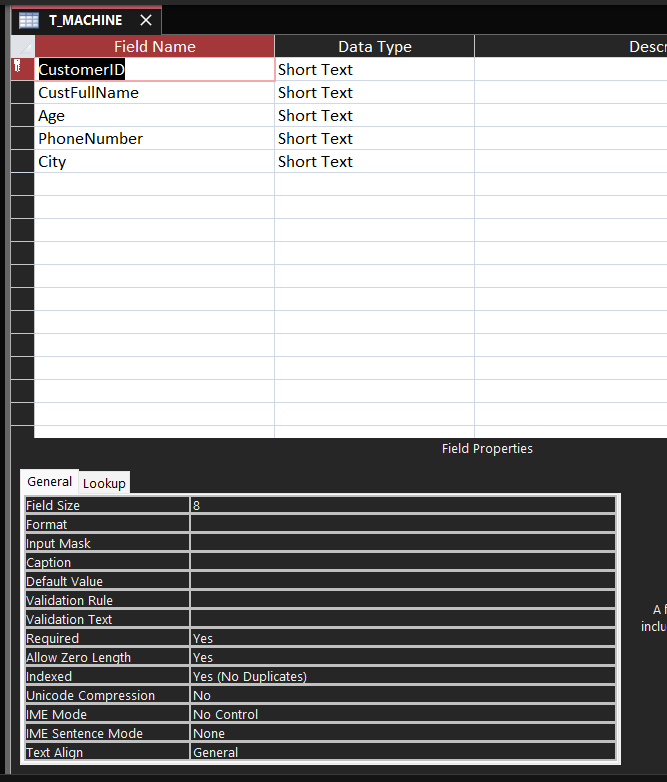 T_MACHINE
Field Name Data Type Descr
CustomerID Short Text
CustFullName Short Text
Age Short Text
PhoneNumber Short Text
City Short Text
Field Properties
General Lookup
Field Size 8
Format
Input Mask
Caption
Default Value
Validation Rule
Validation Text
Required Yes
Allow Zero Length Yes
Indexed Yes (No Duplicates)
Unicode Compression No
IME Mode No Control
IME Sentence Mode None
Text Align General
A f
inclu